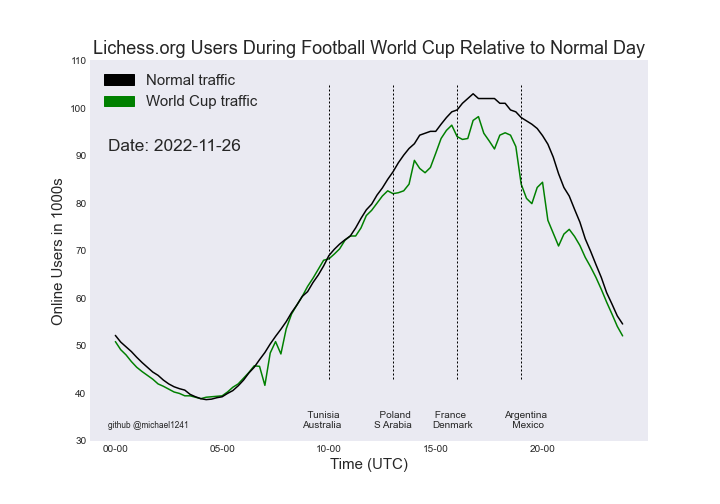 Lichess.org Users During Football World Cup Relative to Normal Day
110
100
90
80
70
60
50
40
30
Online Users in 1000s
Normal traffic
World Cup traffic
Date: 2022-11-26
Tunisia Poland France Argentina
Australia S Arabia Denmark Mexico
github @michael1241
00-00 05-00 10-00 15-00 20-00
Time (UTC)